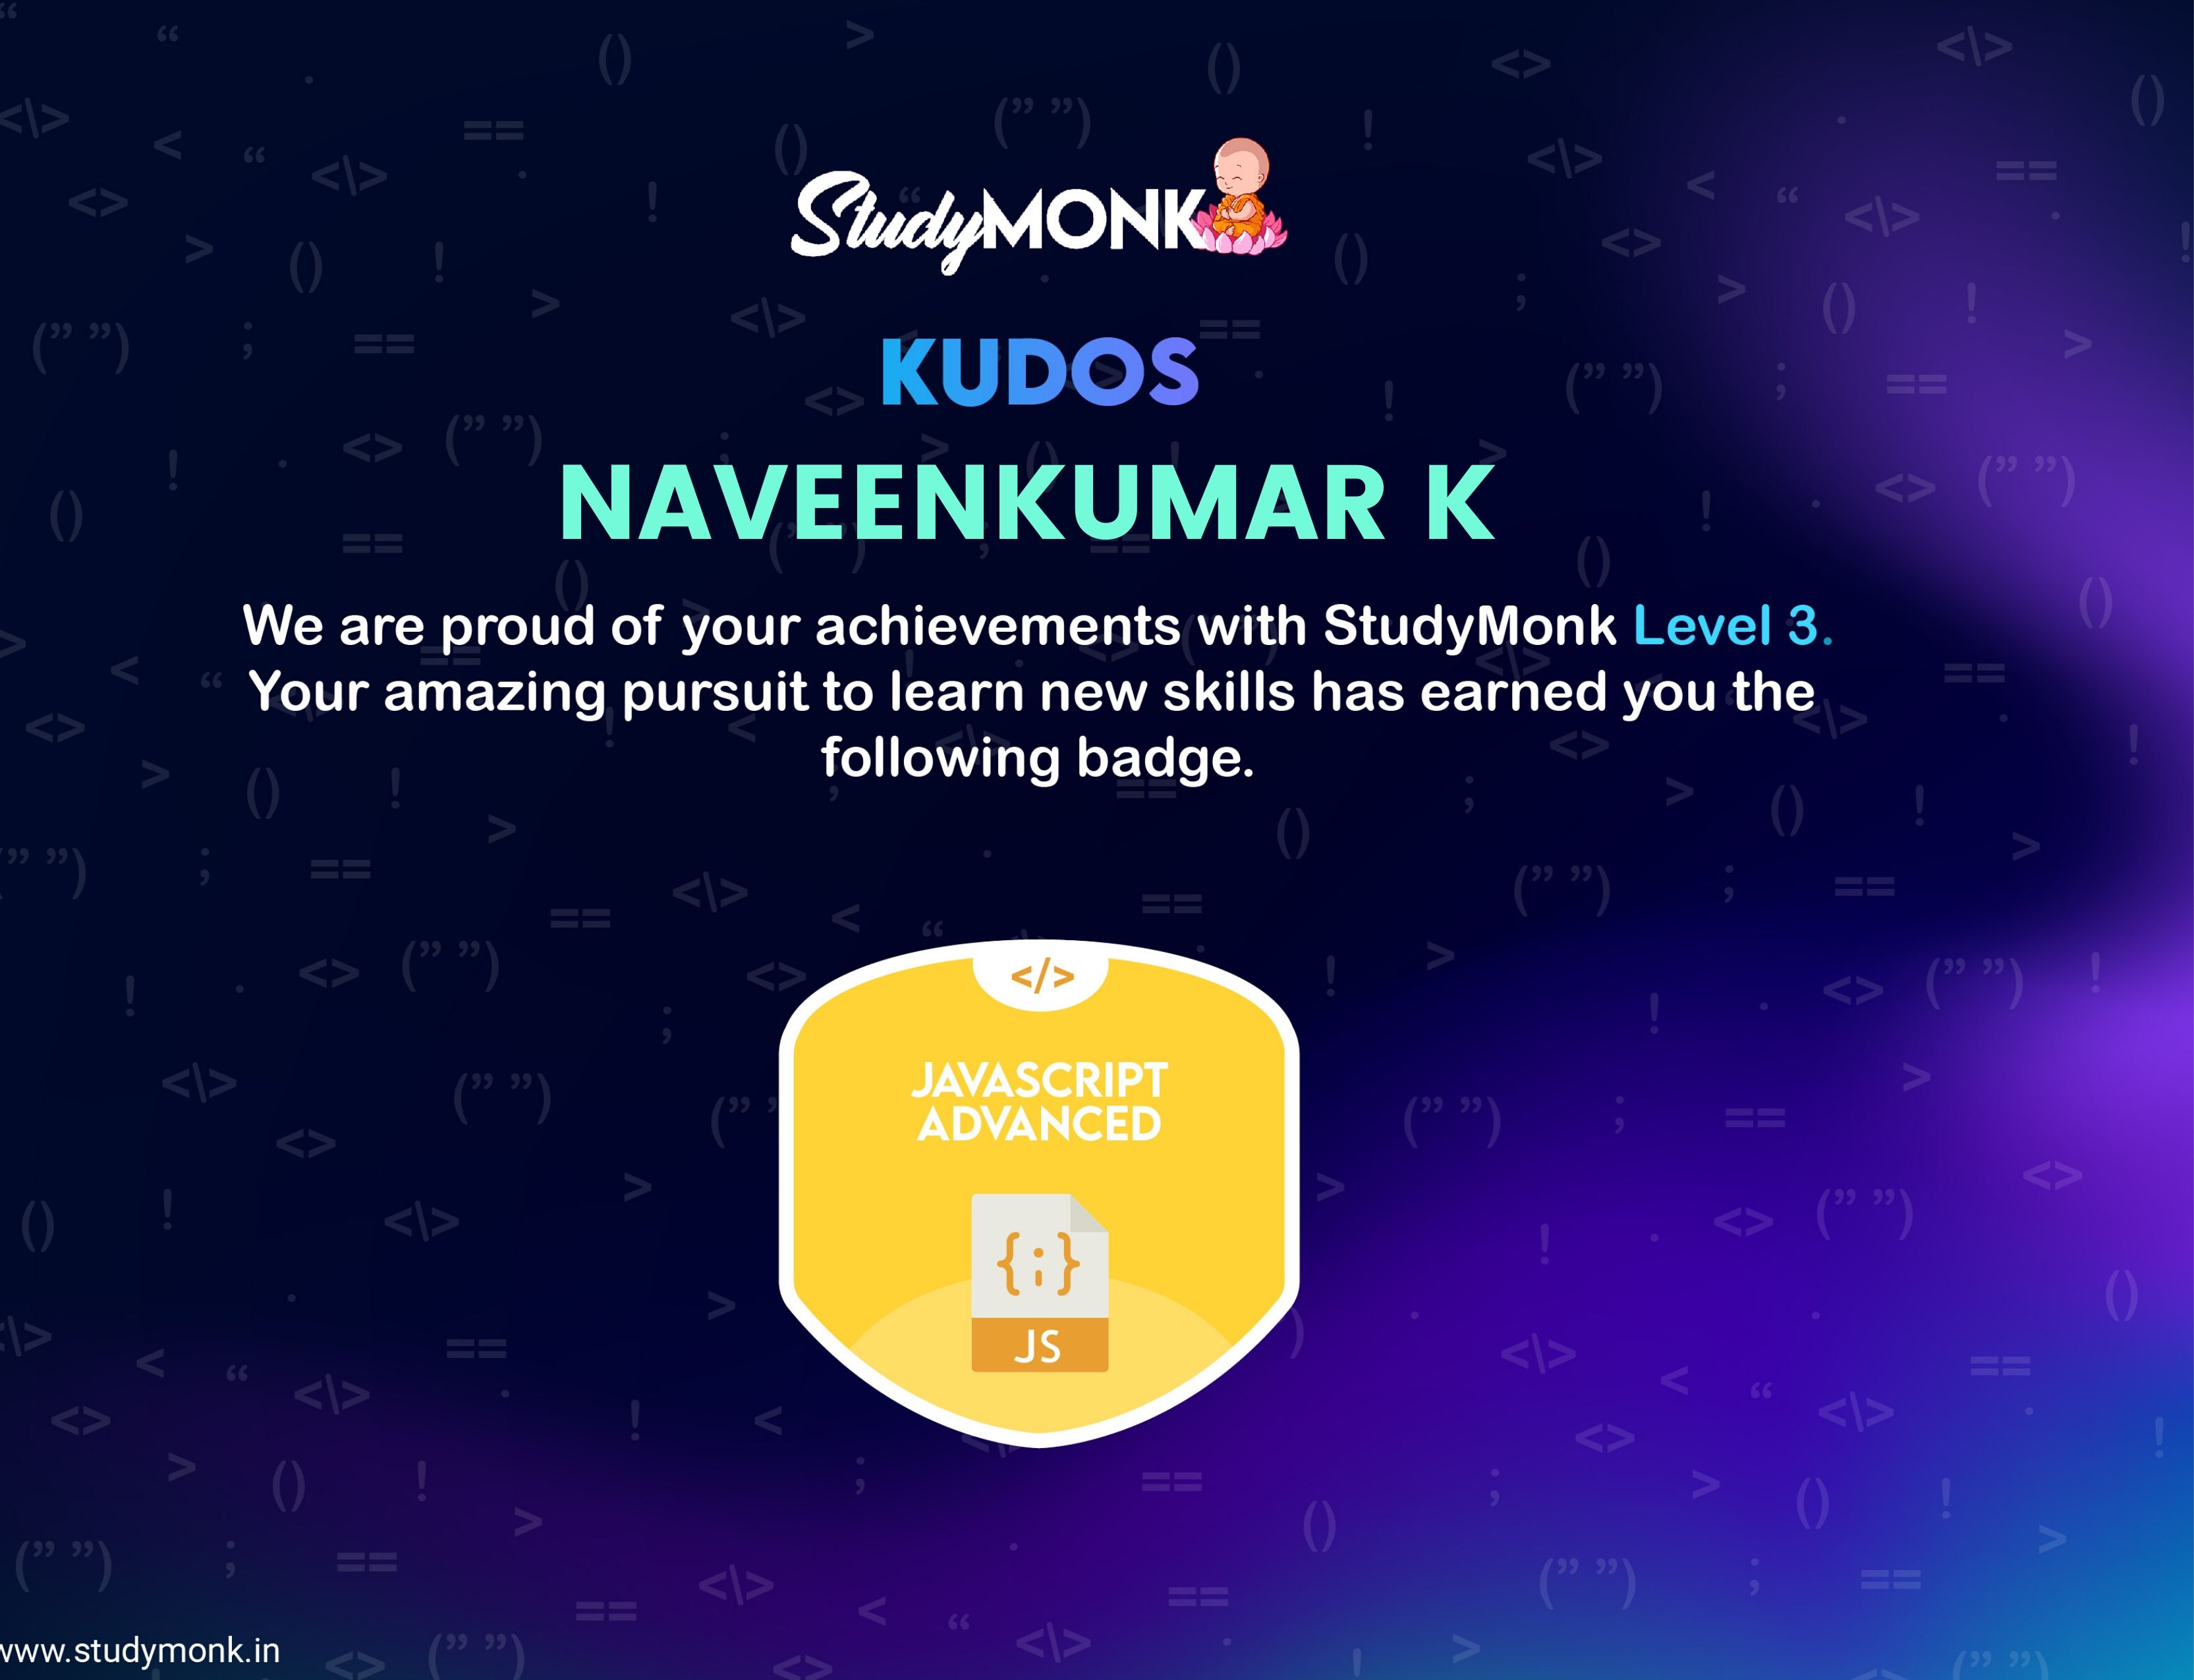 StudyMONK
KUDOS
NAVEENKUMAR K
We are proud of your achievements with StudyMonk Level 3.
Your amazing pursuit to learn new skills has earned you the
following badge.
</>
JAVASCRIPT
ADVANCED
{;}
JS
www.studymonk.in